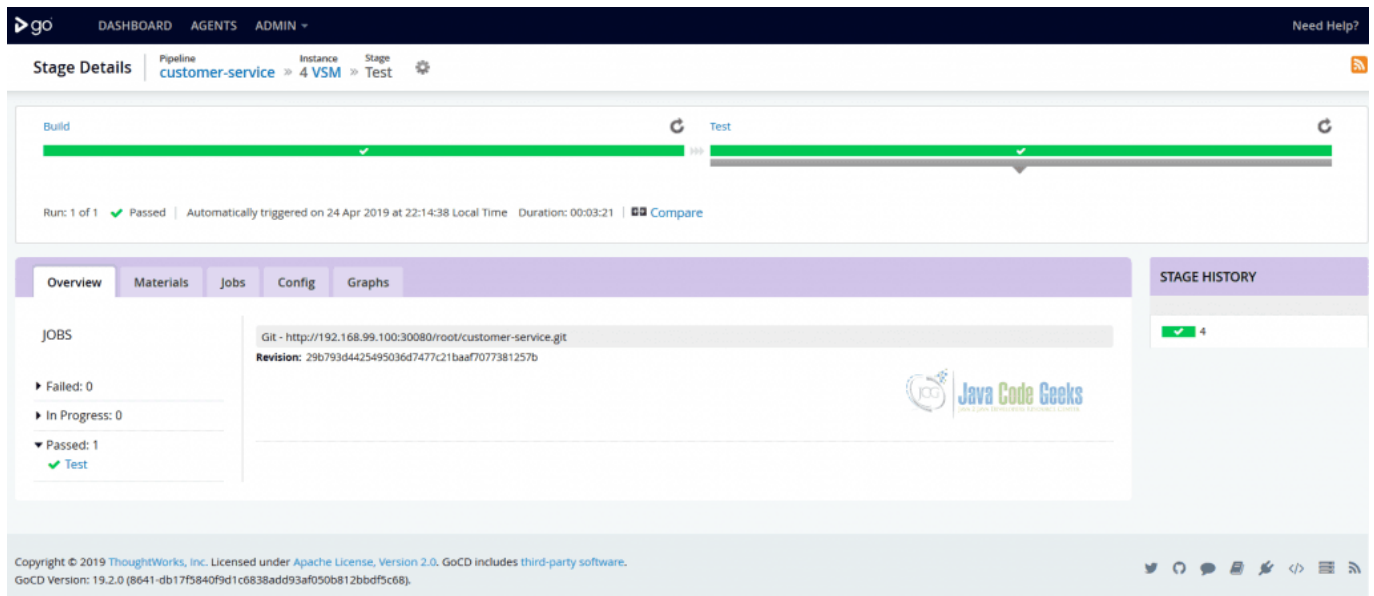 go DASHBOARD AGENTS ADMIN Need Help?
Stage Details Pipeline customer-service » Instance 4 VSM » Stage Test
Build Test
Run: 1 of 1 Passed Automatically triggered on 24 Apr 2019 at 22:14:38 Local Time Duration: 00:03:21 Compare
Overview Materials Jobs Config Graphs
STAGE HISTORY
4
JOBS
Failed: 0
In Progress: 0
Passed: 1
Test
Git - http://192.168.99.100:30080/root/customer-service.git
Revision: 29b793d4425495036d7477c21baaf7077381257b
JCG Java Code Geeks
Copyright © 2019 ThoughtWorks, Inc. Licensed under Apache License, Version 2.0. GoCD includes third-party software.
GoCD Version: 19.2.0 (8641-db17f5840f9d1c6838add93af050b812bbdf5c68).